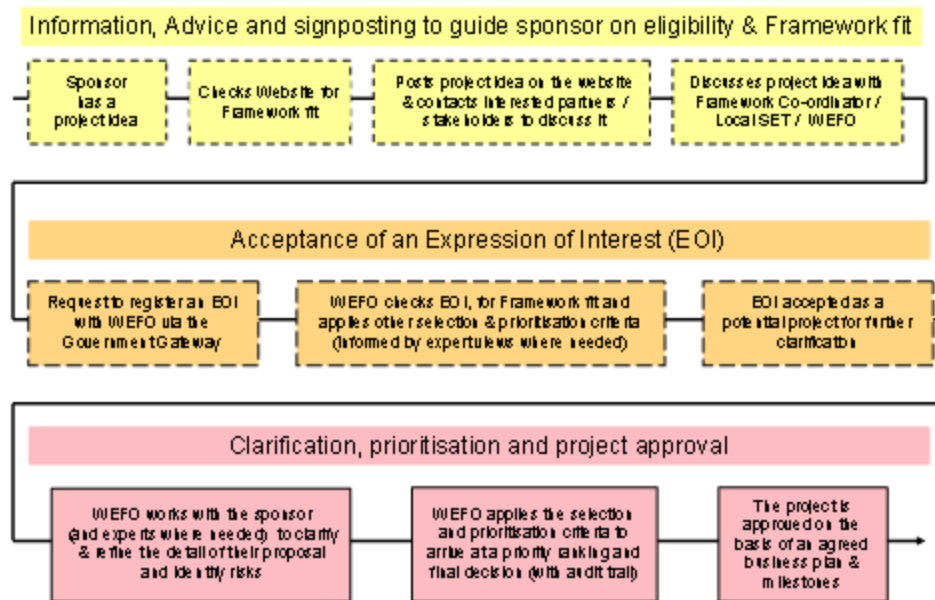 Information, Advice and signposting to guide sponsor on eligibility & Framework fit
Sponsor
has a
project idea
Checks Website for
Framework fit
Posts project idea on the website
& contacts interested partners /
stakeholders to discuss it
Discusses project idea with
Framework Co-ordinator /
Local SET / WEFO
Acceptance of an Expression of Interest (EOI)
Request to register an EOI
with WEFO via the
Government Gateway
WEFO checks EOI, for Framework fit and
applies other selection & prioritisation criteria
(informed by expert views where needed)
EOI accepted as a
potential project for further
clarification
Clarification, prioritisation and project approval
WEFO works with the sponsor
(and experts where needed) to clarify
& refine the detail of their proposal
and identify risks
WEFO applies the selection
and prioritisation criteria to
arrive at a priority ranking and
final decision (with audit trail)
The project is
approved on the
basis of an agreed
business plan &
milestones